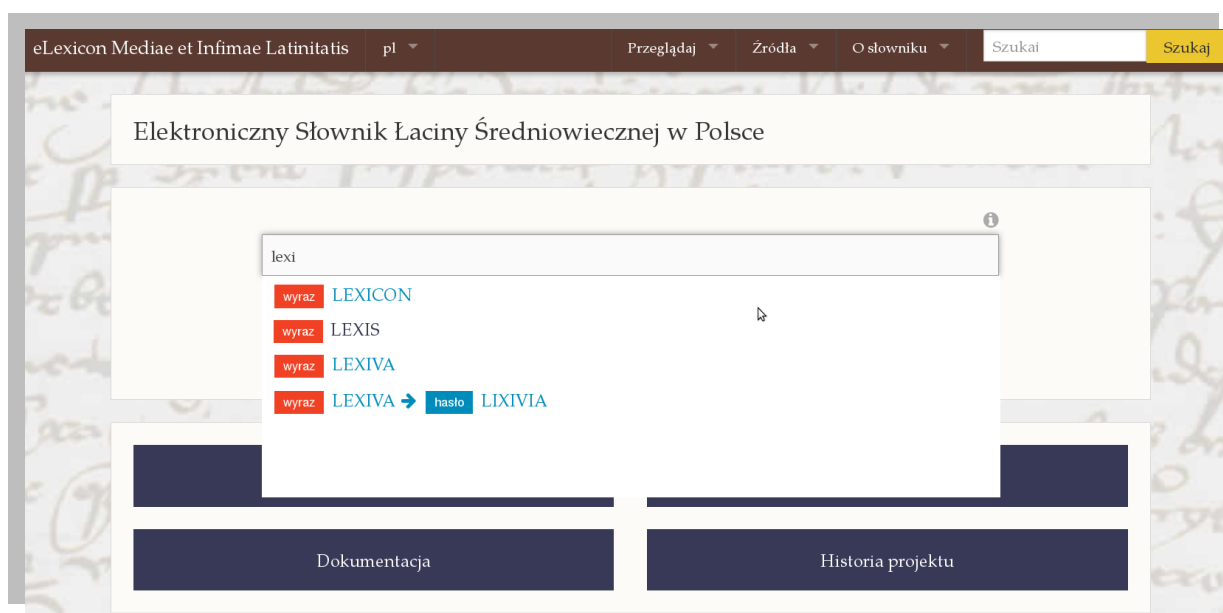 eLexicon Mediae et Infimae Latinitatis pl Przeglądaj Źródła O słowniku Szukaj Szukaj
Elektroniczny Słownik Łaciny Średniowiecznej w Polsce
lexi
wyraz LEXICON
wyraz LEXIS
wyraz LEXIVA
wyraz LEXIVA → hasło LIXIVIA
Dokumentacja Historia projektu